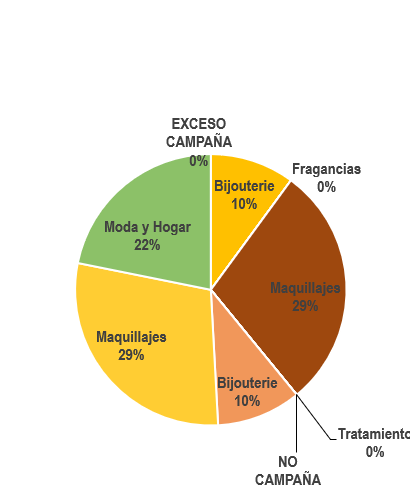 EXCESO
CAMPAÑA
0%
Bijouterie
10%
Fragancias
0%
Maquillajes
29%
Tratamiento
0%
NO
CAMPAÑA
Bijouterie
10%
Maquillajes
29%
Moda y Hogar
22%